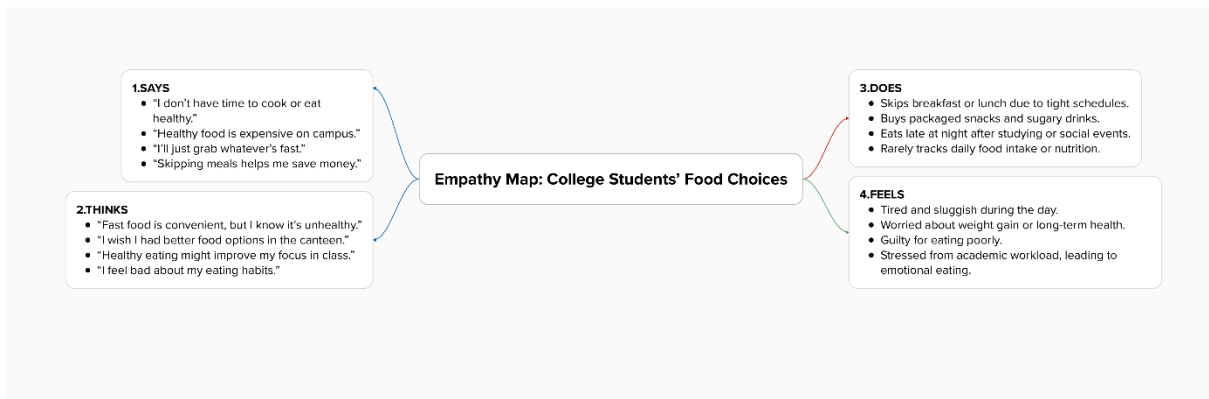 1.SAYS
● “I don’t have time to cook or eat
healthy.”
● “Healthy food is expensive on campus.”
● “I’ll just grab whatever’s fast.”
● “Skipping meals helps me save money.”
2.THINKS
● “Fast food is convenient, but I know it’s unhealthy.”
● “I wish I had better food options in the canteen.”
● “Healthy eating might improve my focus in class.”
● “I feel bad about my eating habits.”
Empathy Map: College Students’ Food Choices
3.DOES
● Skips breakfast or lunch due to tight schedules.
● Buys packaged snacks and sugary drinks.
● Eats late at night after studying or social events.
● Rarely tracks daily food intake or nutrition.
4.FEELS
● Tired and sluggish during the day.
● Worried about weight gain or long-term health.
● Guilty for eating poorly.
● Stressed from academic workload, leading to
emotional eating.